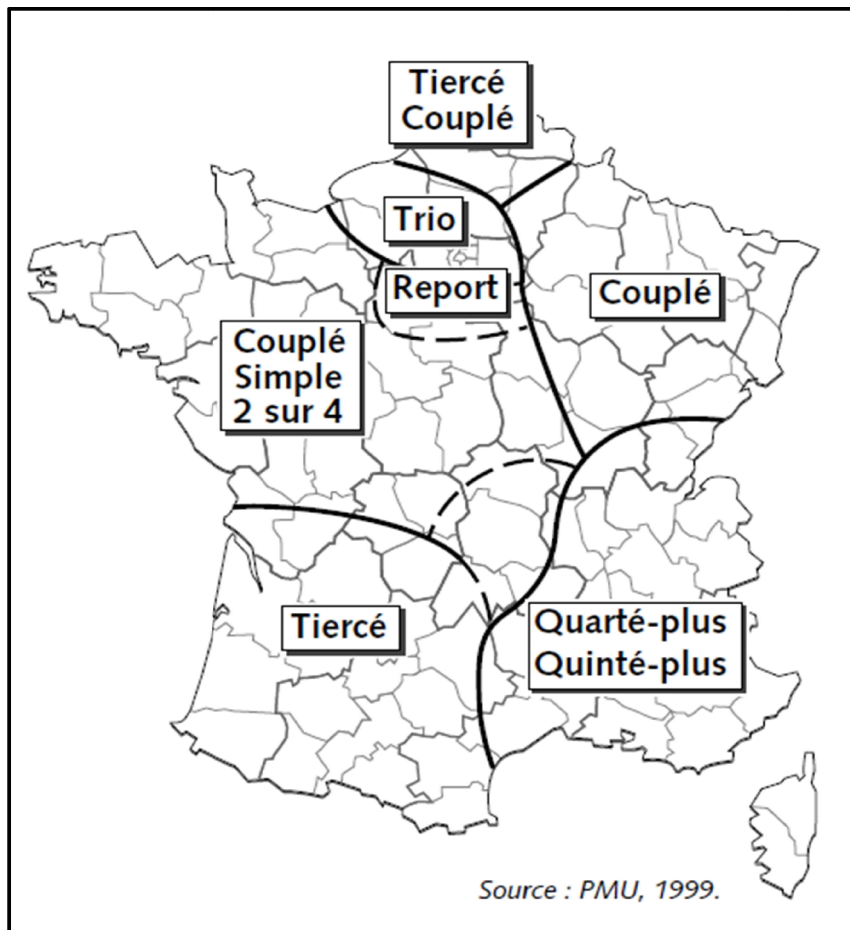 Tiercé
Couplé
Trio
Report
Couplé
Couplé
Simple
2 sur 4
Tiercé
Quarté-plus
Quinté-plus
Source : PMU, 1999.